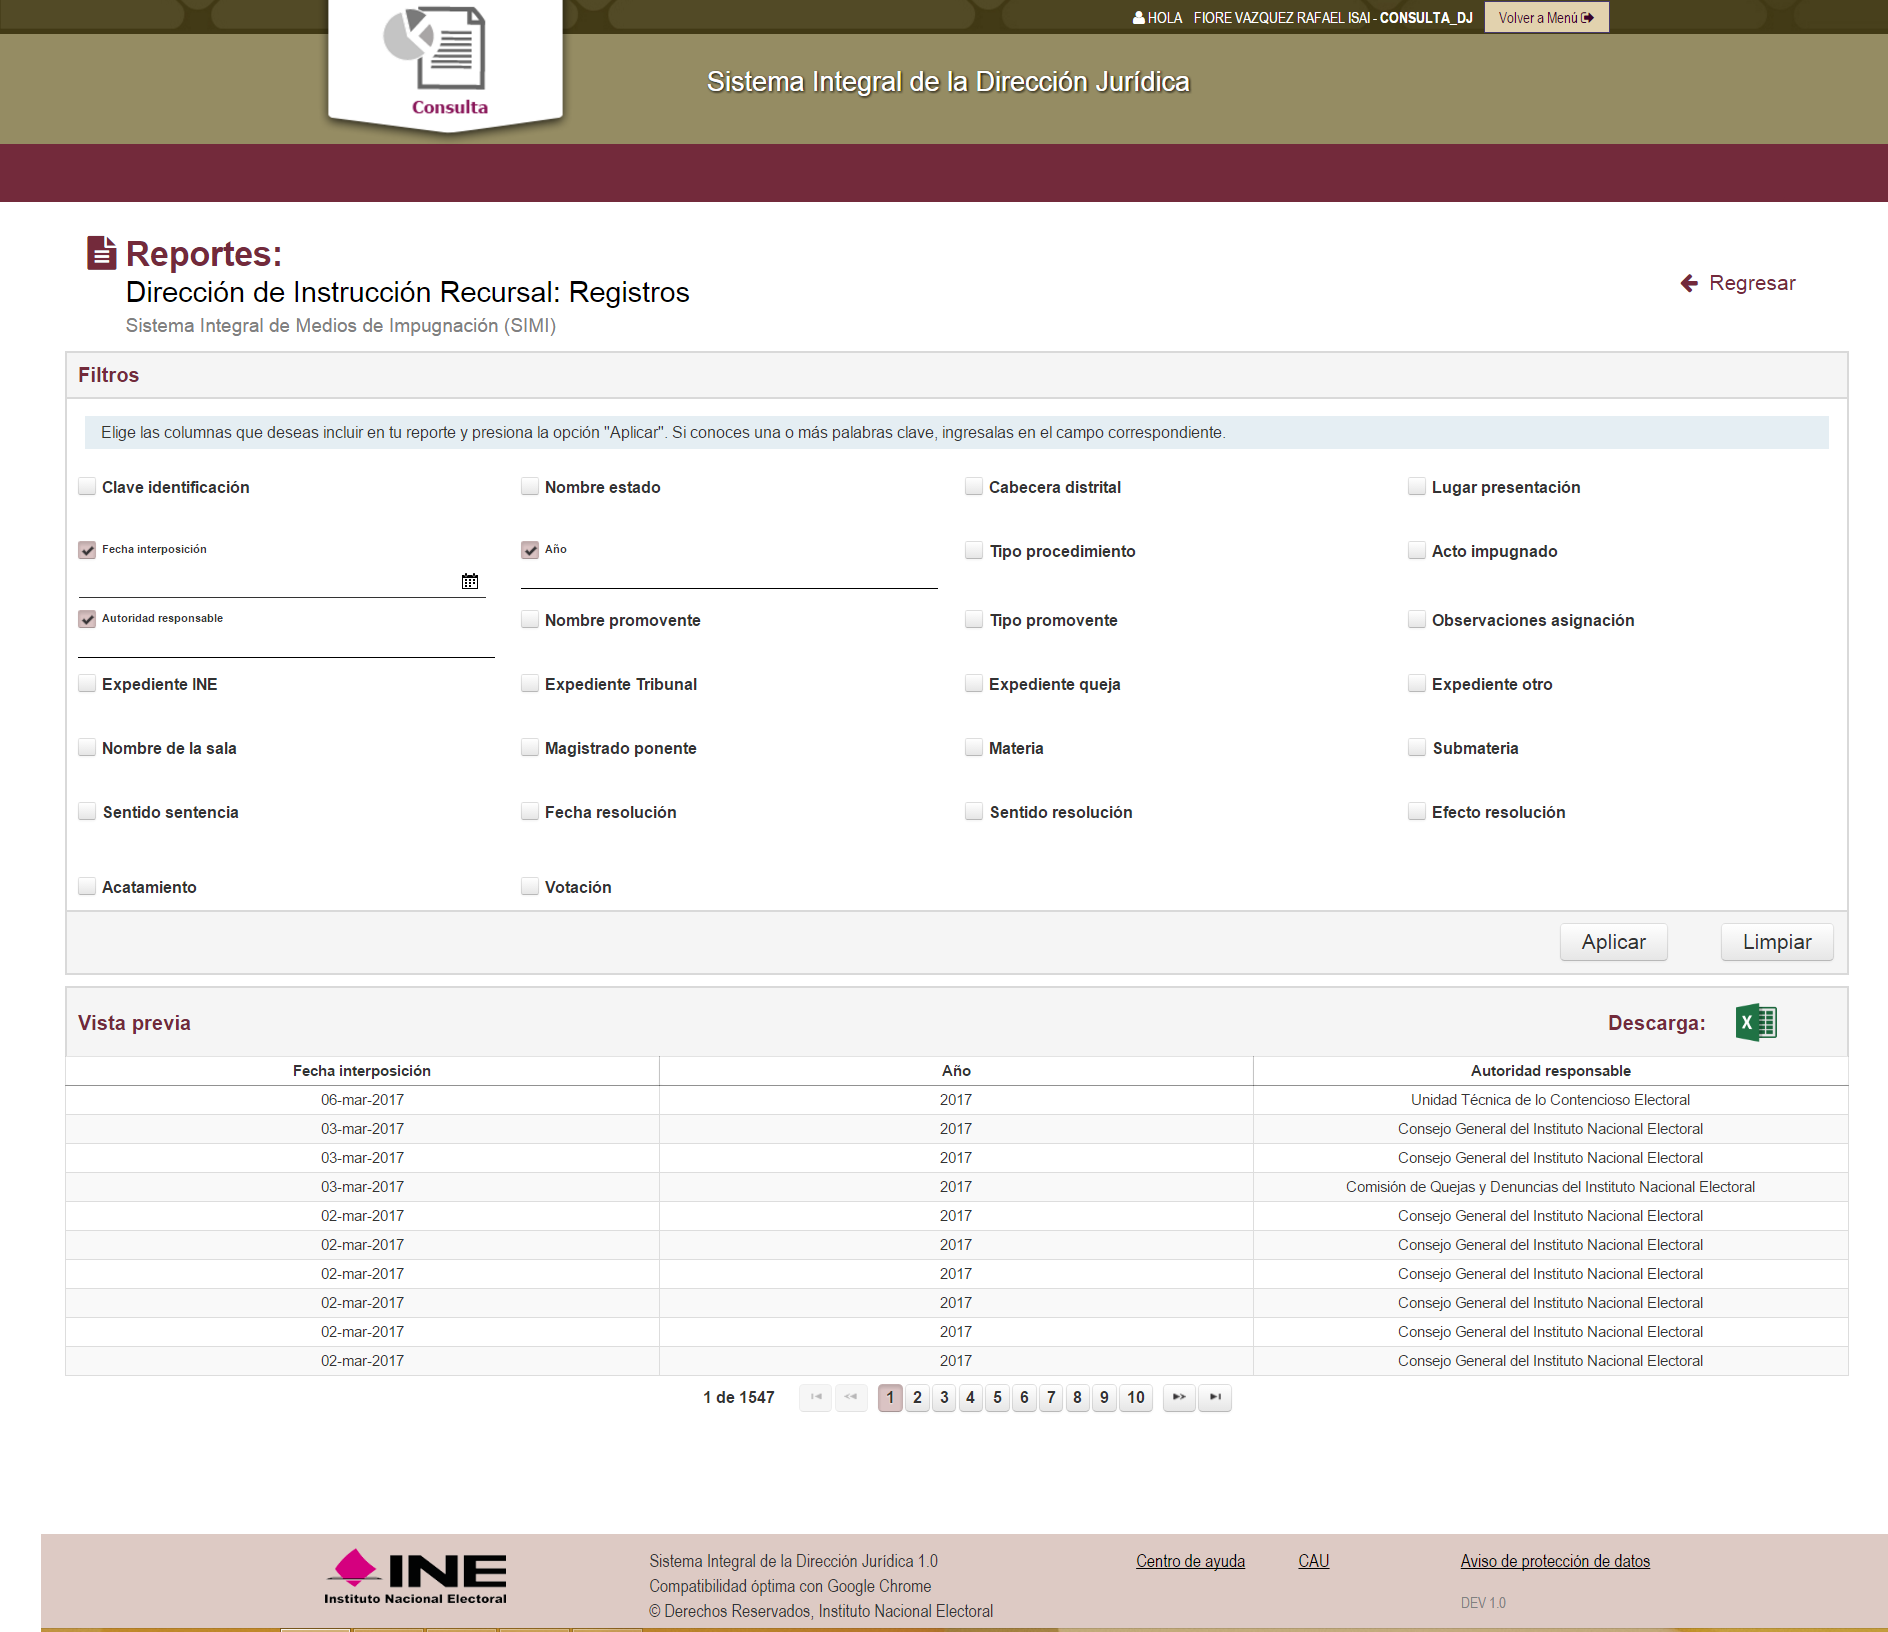 HOLA FIORE VAZQUEZ RAFAEL ISAI - CONSULTA_DJ Volver a Menú
Consulta
Sistema Integral de la Dirección Jurídica
Reportes:
Dirección de Instrucción Recursal: Registros
Sistema Integral de Medios de Impugnación (SIMI)
Regresar
Filtros
Elige las columnas que deseas incluir en tu reporte y presiona la opción "Aplicar". Si conoces una o más palabras clave, ingresalas en el campo correspondiente.
Clave identificación Nombre estado Cabecera distrital Lugar presentación
Fecha interposición Año Tipo procedimiento Acto impugnado
Autoridad responsable Nombre promovente Tipo promovente Observaciones asignación
Expediente INE Expediente Tribunal Expediente queja Expediente otro
Nombre de la sala Magistrado ponente Materia Submateria
Sentido sentencia Fecha resolución Sentido resolución Efecto resolución
Acatamiento Votación
Aplicar Limpiar
Vista previa Descarga:
Fecha interposición Año Autoridad responsable
06-mar-2017 2017 Unidad Técnica de lo Contencioso Electoral
03-mar-2017 2017 Consejo General del Instituto Nacional Electoral
03-mar-2017 2017 Consejo General del Instituto Nacional Electoral
03-mar-2017 2017 Comisión de Quejas y Denuncias del Instituto Nacional Electoral
02-mar-2017 2017 Consejo General del Instituto Nacional Electoral
02-mar-2017 2017 Consejo General del Instituto Nacional Electoral
02-mar-2017 2017 Consejo General del Instituto Nacional Electoral
02-mar-2017 2017 Consejo General del Instituto Nacional Electoral
02-mar-2017 2017 Consejo General del Instituto Nacional Electoral
02-mar-2017 2017 Consejo General del Instituto Nacional Electoral
1 de 1547 1 2 3 4 5 6 7 8 9 10
INE
Instituto Nacional Electoral
Sistema Integral de la Dirección Jurídica 1.0
Compatibilidad óptima con Google Chrome
© Derechos Reservados, Instituto Nacional Electoral
Centro de ayuda CAU Aviso de protección de datos
DEV 1.0